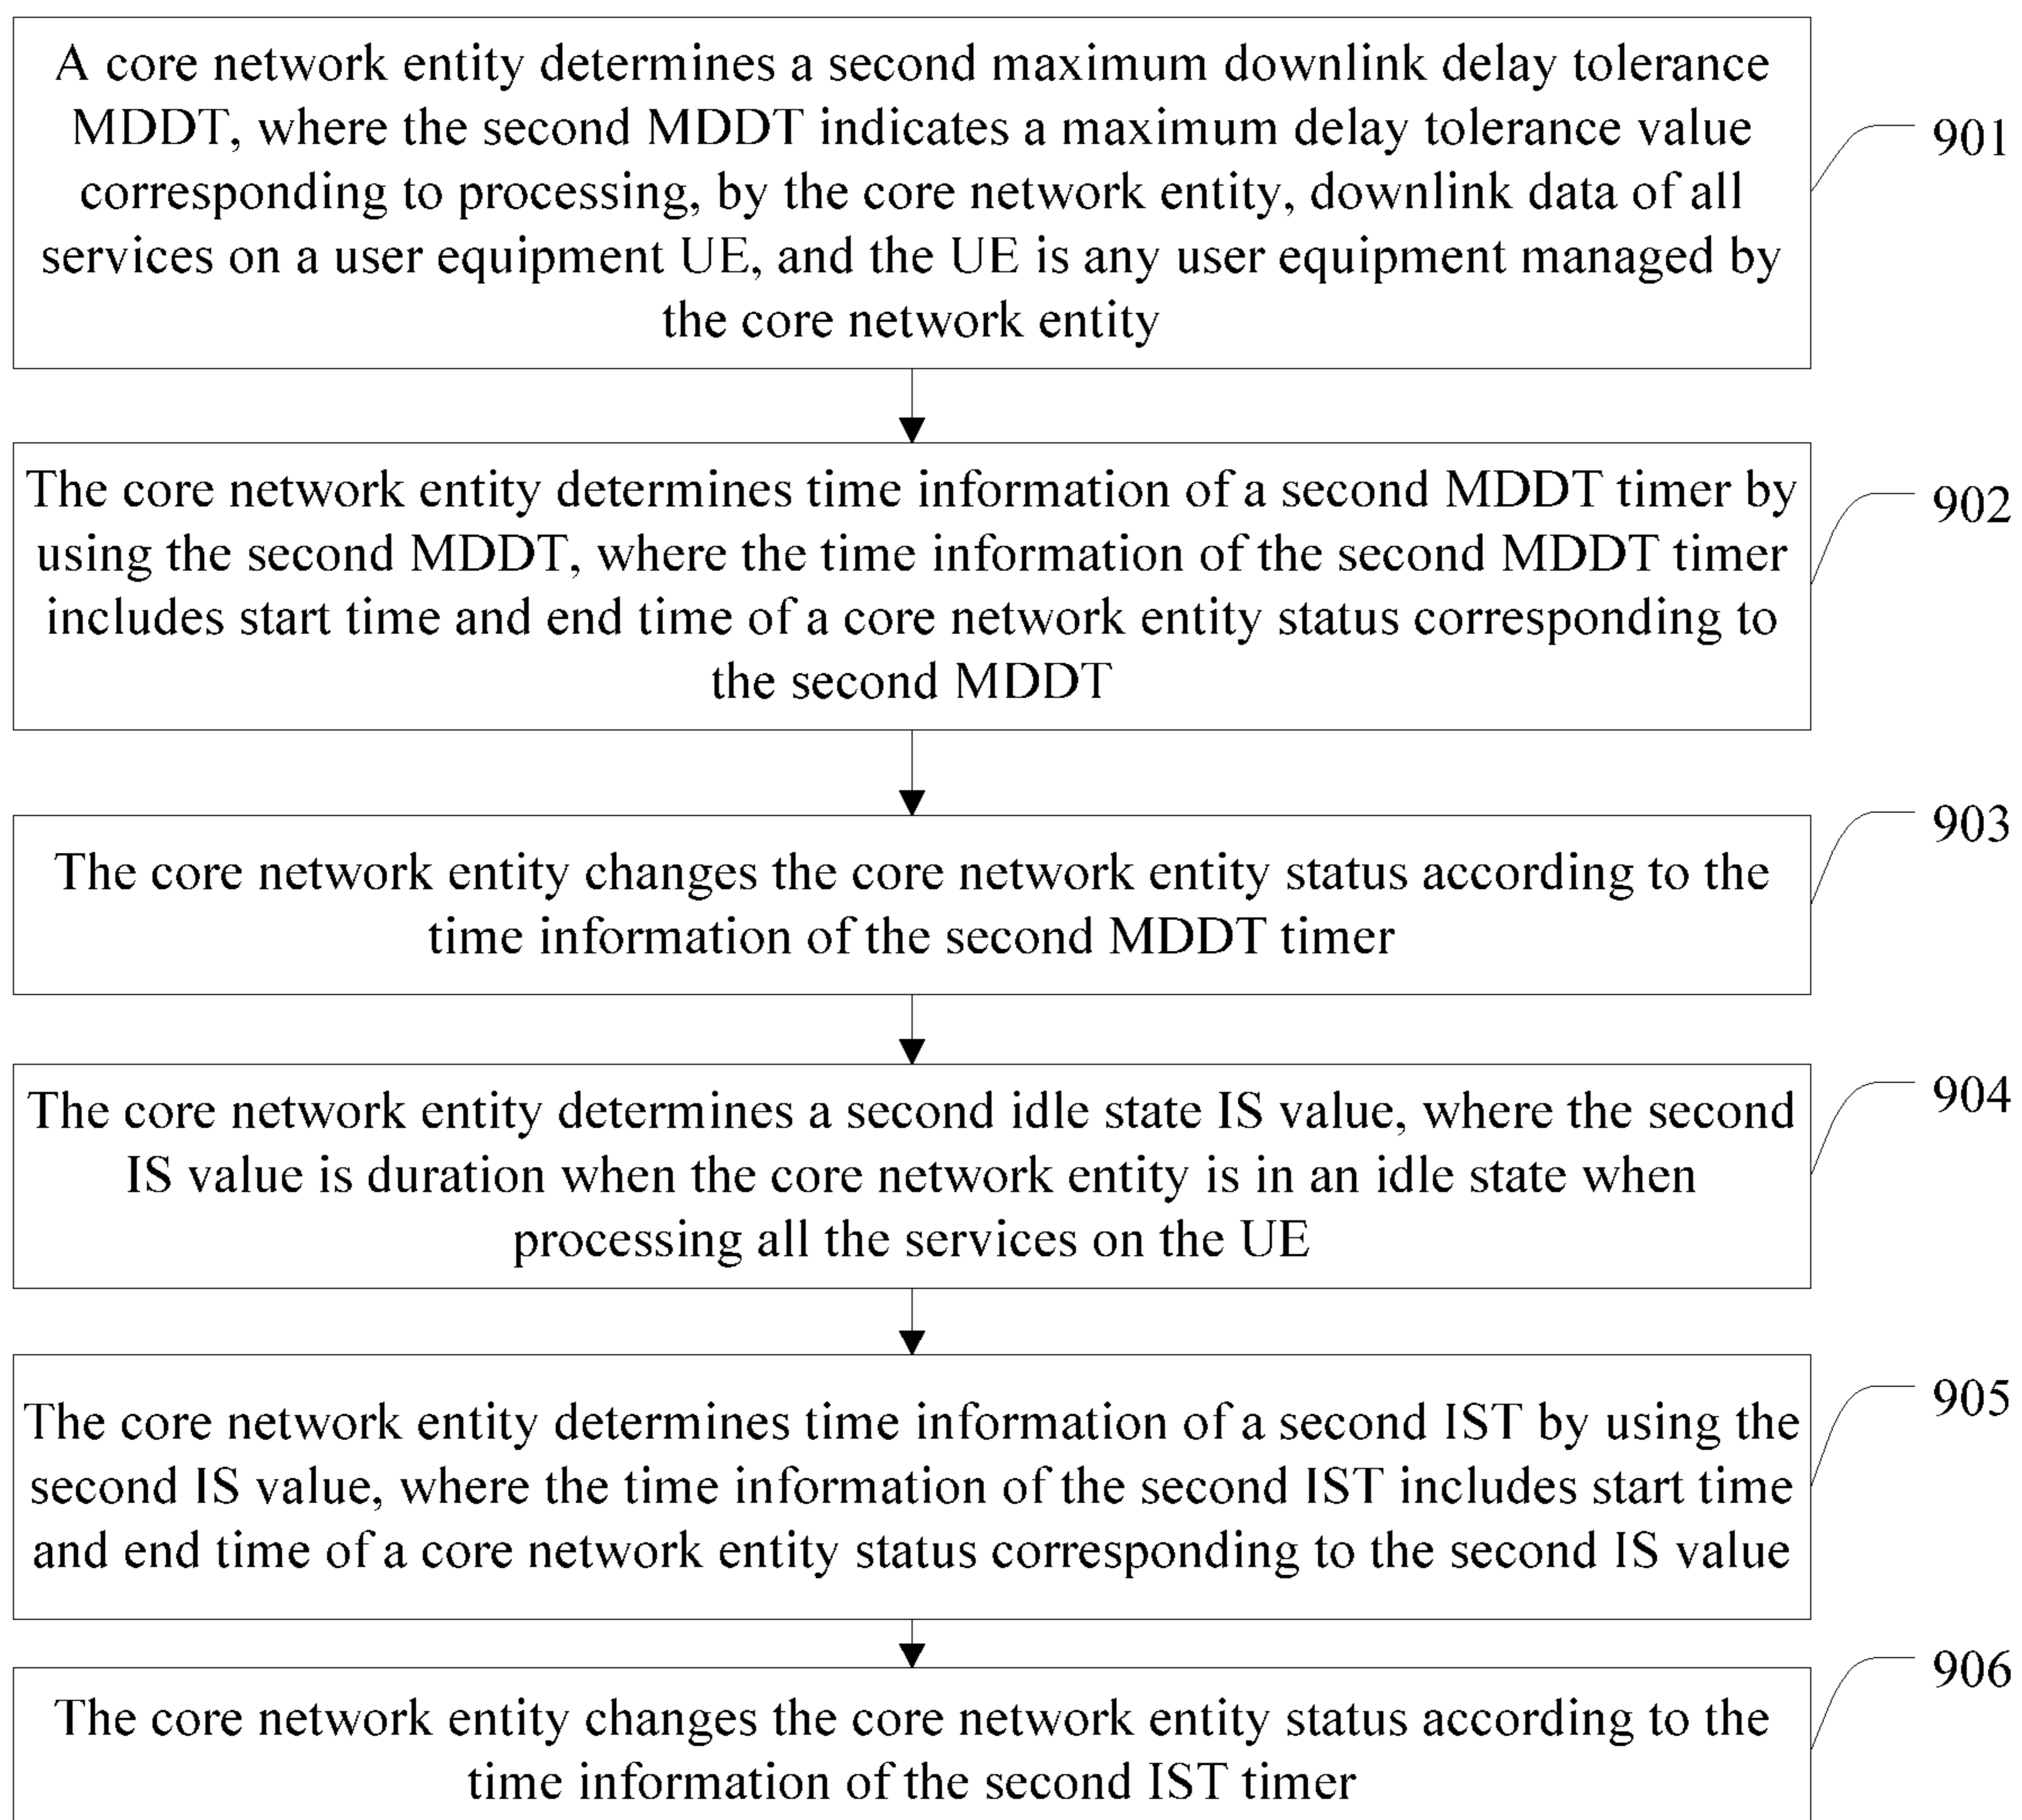 A core network entity determines a second maximum downlink delay tolerance
MDDT, where the second MDDT indicates a maximum delay tolerance value
corresponding to processing, by the core network entity, downlink data of all
services on a user equipment UE, and the UE is any user equipment managed by
the core network entity
901
The core network entity determines time information of a second MDDT timer by
using the second MDDT, where the time information of the second MDDT timer
includes start time and end time of a core network entity status corresponding to
the second MDDT
902
The core network entity changes the core network entity status according to the
time information of the second MDDT timer
903
The core network entity determines a second idle state IS value, where the second
IS value is duration when the core network entity is in an idle state when
processing all the services on the UE
904
The core network entity determines time information of a second IST by using the
second IS value, where the time information of the second IST includes start time
and end time of a core network entity status corresponding to the second IS value
905
The core network entity changes the core network entity status according to the
time information of the second IST timer
906